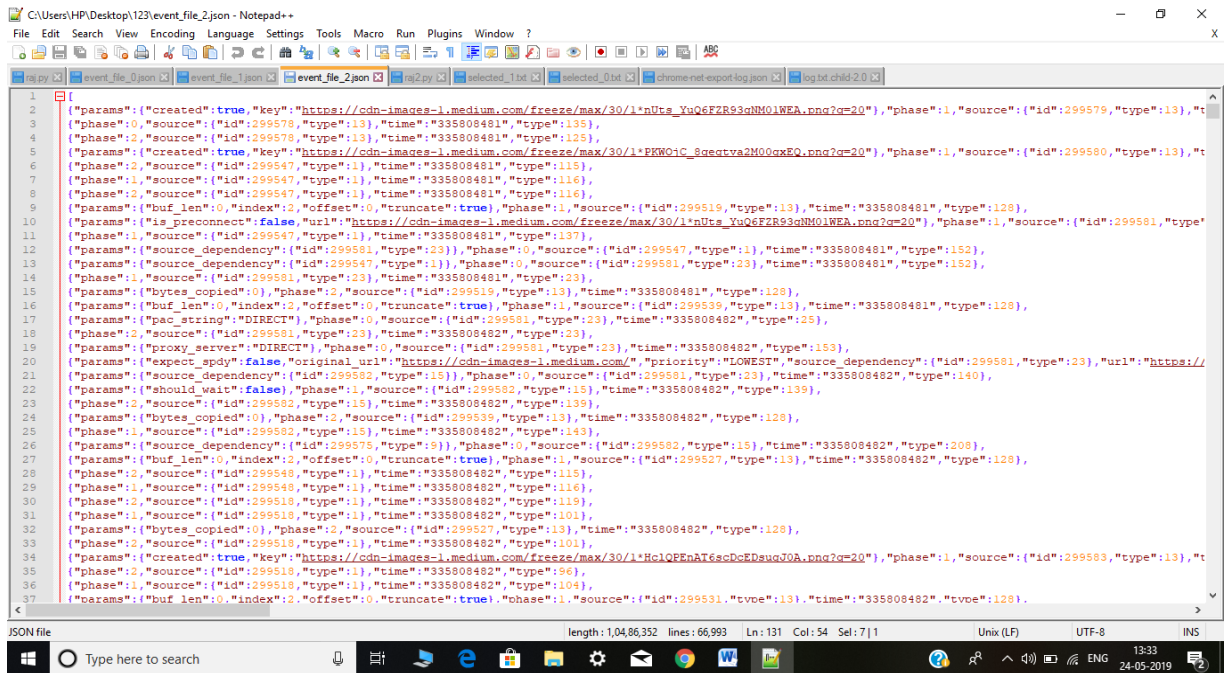 C:\Users\HP\Desktop\123\event_file_2.json - Notepad++
File Edit Search View Encoding Language Settings Tools Macro Run Plugins Window ?
X
raj.py event_file_0.json event_file_1.json event_file_2.json raj2.py selected_1.txt selected_0.txt chrome-net-export-log.json log.txt.child-2.0
1 [
2 {"params":{"created":true,"key":"https://cdn-images-1.medium.com/freeze/max/30/1*nUts_YuQ6FZR93qNM01WEA.png?q=20"},"phase":1,"source":{"id":299579,"type":13},"t
3 {"phase":0,"source":{"id":299578,"type":13},"time":"335808481","type":135},
4 {"phase":2,"source":{"id":299578,"type":13},"time":"335808481","type":125},
5 {"params":{"created":true,"key":"https://cdn-images-1.medium.com/freeze/max/30/1*PKWOjC_8qeqtva2M00qxEQ.png?q=20"},"phase":1,"source":{"id":299580,"type":13},"t
6 {"phase":2,"source":{"id":299547,"type":1},"time":"335808481","type":115},
7 {"phase":1,"source":{"id":299547,"type":1},"time":"335808481","type":116},
8 {"phase":2,"source":{"id":299547,"type":1},"time":"335808481","type":116},
9 {"params":{"buf_len":0,"index":2,"offset":0,"truncate":true},"phase":1,"source":{"id":299519,"type":13},"time":"335808481","type":128},
10 {"params":{"is_preconnect":false,"url":"https://cdn-images-1.medium.com/freeze/max/30/1*nUts_YuQ6FZR93qNM01WEA.png?q=20"},"phase":1,"source":{"id":299581,"type"
11 {"phase":1,"source":{"id":299547,"type":1},"time":"335808481","type":137},
12 {"params":{"source_dependency":{"id":299581,"type":23}},"phase":0,"source":{"id":299547,"type":1},"time":"335808481","type":152},
13 {"params":{"source_dependency":{"id":299547,"type":1}},"phase":0,"source":{"id":299581,"type":23},"time":"335808481","type":152},
14 {"phase":1,"source":{"id":299581,"type":23},"time":"335808481","type":23},
15 {"params":{"bytes_copied":0},"phase":2,"source":{"id":299519,"type":13},"time":"335808481","type":128},
16 {"params":{"buf_len":0,"index":2,"offset":0,"truncate":true},"phase":1,"source":{"id":299539,"type":13},"time":"335808481","type":128},
17 {"params":{"pac_string":"DIRECT"},"phase":0,"source":{"id":299581,"type":23},"time":"335808482","type":25},
18 {"phase":2,"source":{"id":299581,"type":23},"time":"335808482","type":23},
19 {"params":{"proxy_server":"DIRECT"},"phase":0,"source":{"id":299581,"type":23},"time":"335808482","type":153},
20 {"params":{"expect_spdy":false,"original_url":"https://cdn-images-1.medium.com/","priority":"LOWEST","source_dependency":{"id":299581,"type":23},"url":"https://
21 {"params":{"source_dependency":{"id":299582,"type":15}},"phase":0,"source":{"id":299581,"type":23},"time":"335808482","type":140},
22 {"params":{"should_wait":false},"phase":1,"source":{"id":299582,"type":15},"time":"335808482","type":139},
23 {"phase":2,"source":{"id":299582,"type":15},"time":"335808482","type":139},
24 {"params":{"bytes_copied":0},"phase":2,"source":{"id":299539,"type":13},"time":"335808482","type":128},
25 {"phase":1,"source":{"id":299582,"type":15},"time":"335808482","type":143},
26 {"params":{"source_dependency":{"id":299575,"type":9}},"phase":0,"source":{"id":299582,"type":15},"time":"335808482","type":208},
27 {"params":{"buf_len":0,"index":2,"offset":0,"truncate":true},"phase":1,"source":{"id":299527,"type":13},"time":"335808482","type":128},
28 {"phase":2,"source":{"id":299548,"type":1},"time":"335808482","type":115},
29 {"phase":1,"source":{"id":299548,"type":1},"time":"335808482","type":116},
30 {"phase":2,"source":{"id":299518,"type":1},"time":"335808482","type":119},
31 {"phase":1,"source":{"id":299518,"type":1},"time":"335808482","type":101},
32 {"params":{"bytes_copied":0},"phase":2,"source":{"id":299527,"type":13},"time":"335808482","type":128},
33 {"phase":2,"source":{"id":299518,"type":1},"time":"335808482","type":101},
34 {"params":{"created":true,"key":"https://cdn-images-1.medium.com/freeze/max/30/1*Hc1QPEnAT6scDcEDsuqJ0A.png?q=20"},"phase":1,"source":{"id":299583,"type":13},"t
35 {"phase":2,"source":{"id":299518,"type":1},"time":"335808482","type":96},
36 {"phase":1,"source":{"id":299518,"type":1},"time":"335808482","type":104},
37 {"params":{"buf_len":0,"index":2,"offset":0,"truncate":true},"phase":1,"source":{"id":299531,"type":13},"time":"335808482","type":128},
JSON file length : 1,04,86,352 lines : 66,993 Ln : 131 Col : 54 Sel : 7 | 1 Unix (LF) UTF-8 INS
Type here to search ENG 13:33
24-05-2019 2